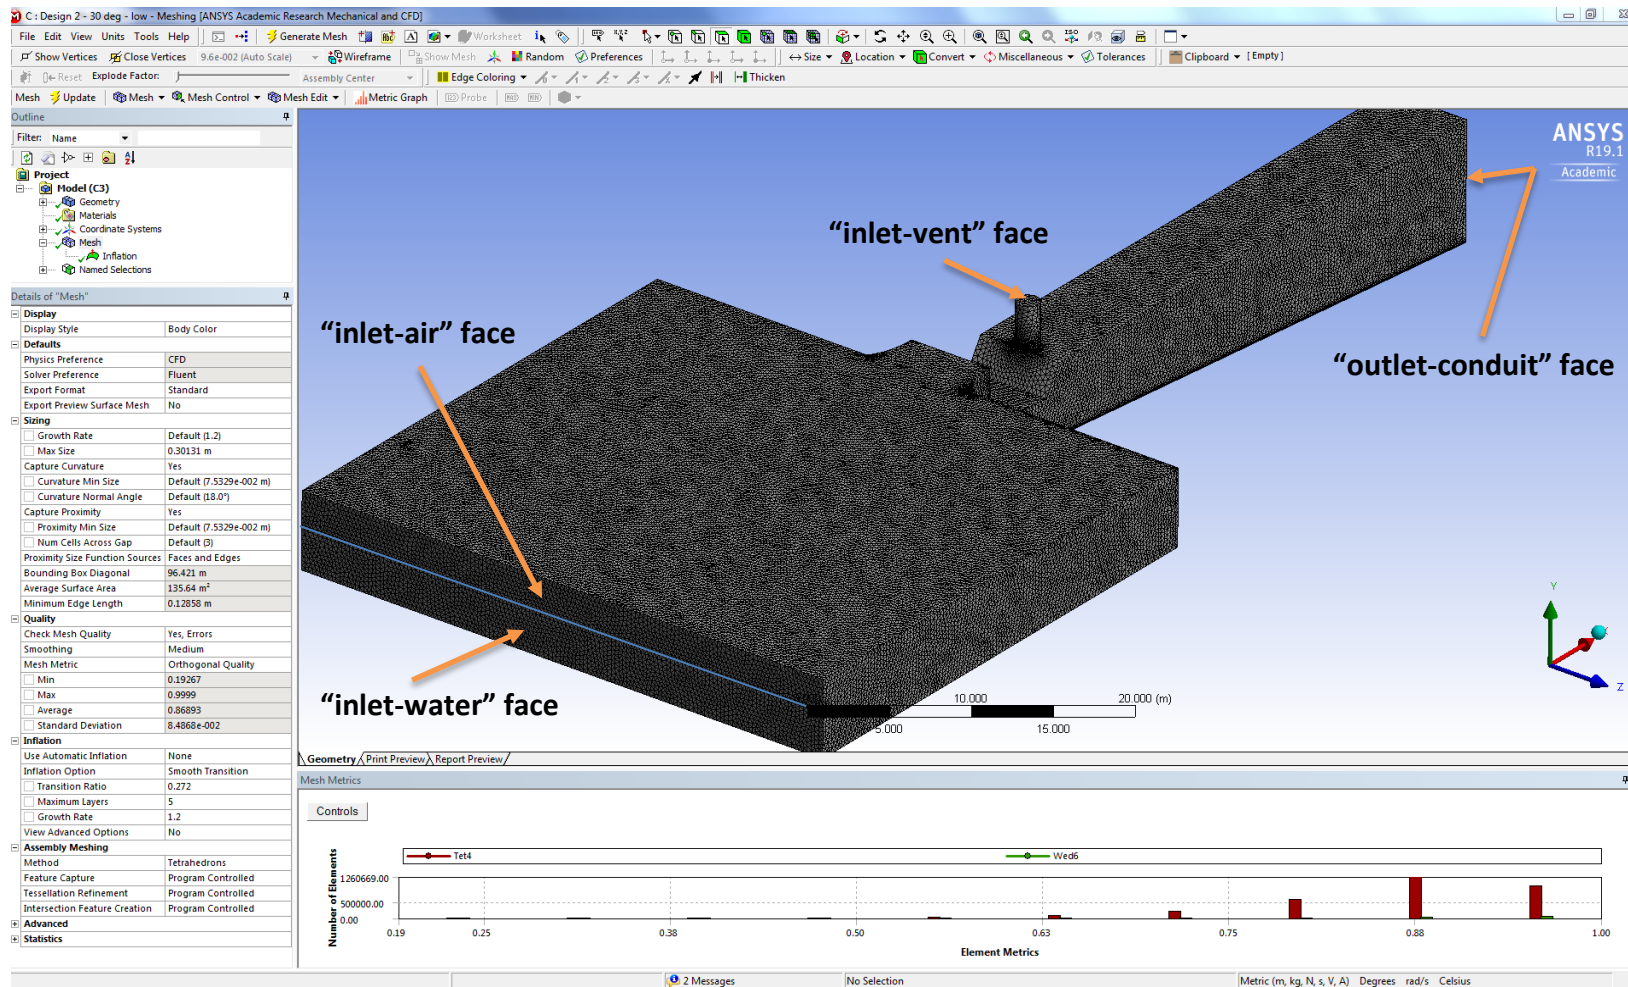 C : Design 2 - 30 deg - low - Meshing [ANSYS Academic Research Mechanical and CFD]
File Edit View Units Tools Help Generate Mesh Worksheet
Show Vertices Close Vertices 9.6e-002 (Auto Scale) Wireframe Show Mesh Random Preferences Size Location Convert Miscellaneous Tolerances Clipboard [Empty]
Reset Explode Factor: Assembly Center Edge Coloring Thicken
Mesh Update Mesh Mesh Control Mesh Edit Metric Graph Probe
Outline
Filter: Name
Project
Model (C3)
Geometry
Materials
Coordinate Systems
Mesh
Inflation
Named Selections
Details of "Mesh"
Display
Display Style Body Color
Defaults
Physics Preference CFD
Solver Preference Fluent
Export Format Standard
Export Preview Surface Mesh No
Sizing
Growth Rate Default (1.2)
Max Size 0.30131 m
Capture Curvature Yes
Curvature Min Size Default (7.5329e-002 m)
Curvature Normal Angle Default (18.0°)
Capture Proximity Yes
Proximity Min Size Default (7.5329e-002 m)
Num Cells Across Gap Default (3)
Proximity Size Function Sources Faces and Edges
Bounding Box Diagonal 96.421 m
Average Surface Area 135.64 m²
Minimum Edge Length 0.12858 m
Quality
Check Mesh Quality Yes, Errors
Smoothing Medium
Mesh Metric Orthogonal Quality
Min 0.19267
Max 0.9999
Average 0.86893
Standard Deviation 8.4868e-002
Inflation
Use Automatic Inflation None
Inflation Option Smooth Transition
Transition Ratio 0.272
Maximum Layers 5
Growth Rate 1.2
View Advanced Options No
Assembly Meshing
Method Tetrahedrons
Feature Capture Program Controlled
Tessellation Refinement Program Controlled
Intersection Feature Creation Program Controlled
Advanced
Statistics
ANSYS
R19.1
Academic
“inlet-vent” face
“inlet-air” face
“outlet-conduit” face
“inlet-water” face
10.000 20.000 (m)
5.000 15.000
Y
Z
Geometry Print Preview Report Preview
Mesh Metrics
Controls
Tet4 Wed6
Number of Elements
1260669.00
500000.00
0.00
0.19 0.25 0.38 0.50 0.63 0.75 0.88 1.00
Element Metrics
2 Messages No Selection Metric (m, kg, N, s, V, A) Degrees rad/s Celsius